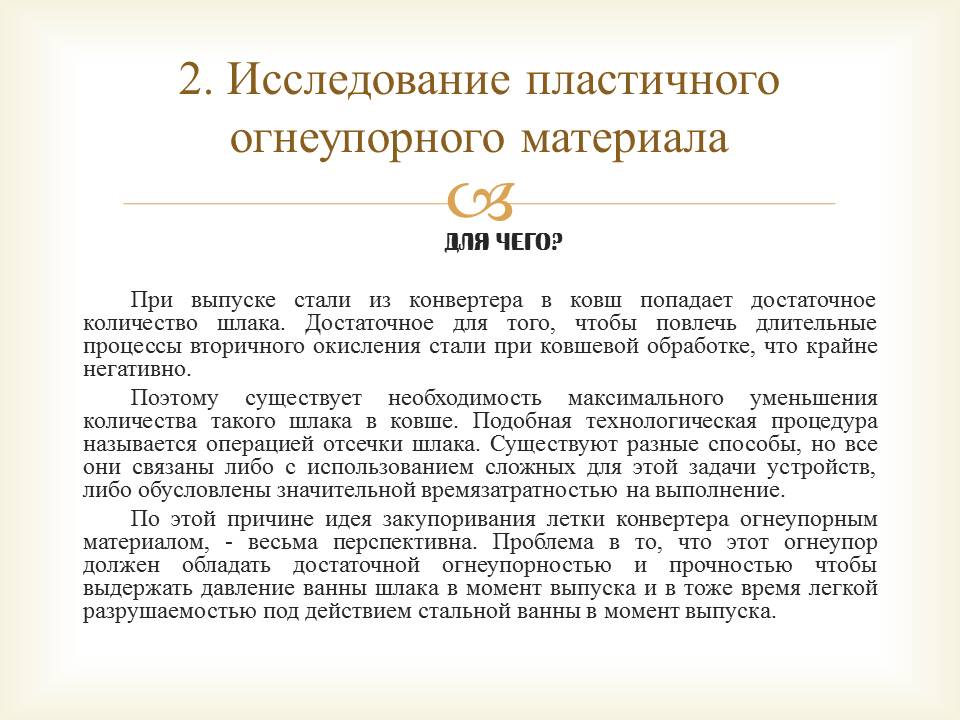 2. Исследование пластичного
огнеупорного материала
ДЛЯ ЧЕГО?
При выпуске стали из конвертера в ковш попадает достаточное
количество шлака. Достаточное для того, чтобы повлечь длительные
процессы вторичного окисления стали при ковшевой обработке, что крайне
негативно.
Поэтому существует необходимость максимального уменьшения
количества такого шлака в ковше. Подобная технологическая процедура
называется операцией отсечки шлака. Существуют разные способы, но все
они связаны либо с использованием сложных для этой задачи устройств,
либо обусловлены значительной времязатратностью на выполнение.
По этой причине идея закупоривания летки конвертера огнеупорным
материалом, - весьма перспективна. Проблема в то, что этот огнеупор
должен обладать достаточной огнеупорностью и прочностью чтобы
выдержать давление ванны шлака в момент выпуска и в тоже время легкой
разрушаемостью под действием стальной ванны в момент выпуска.